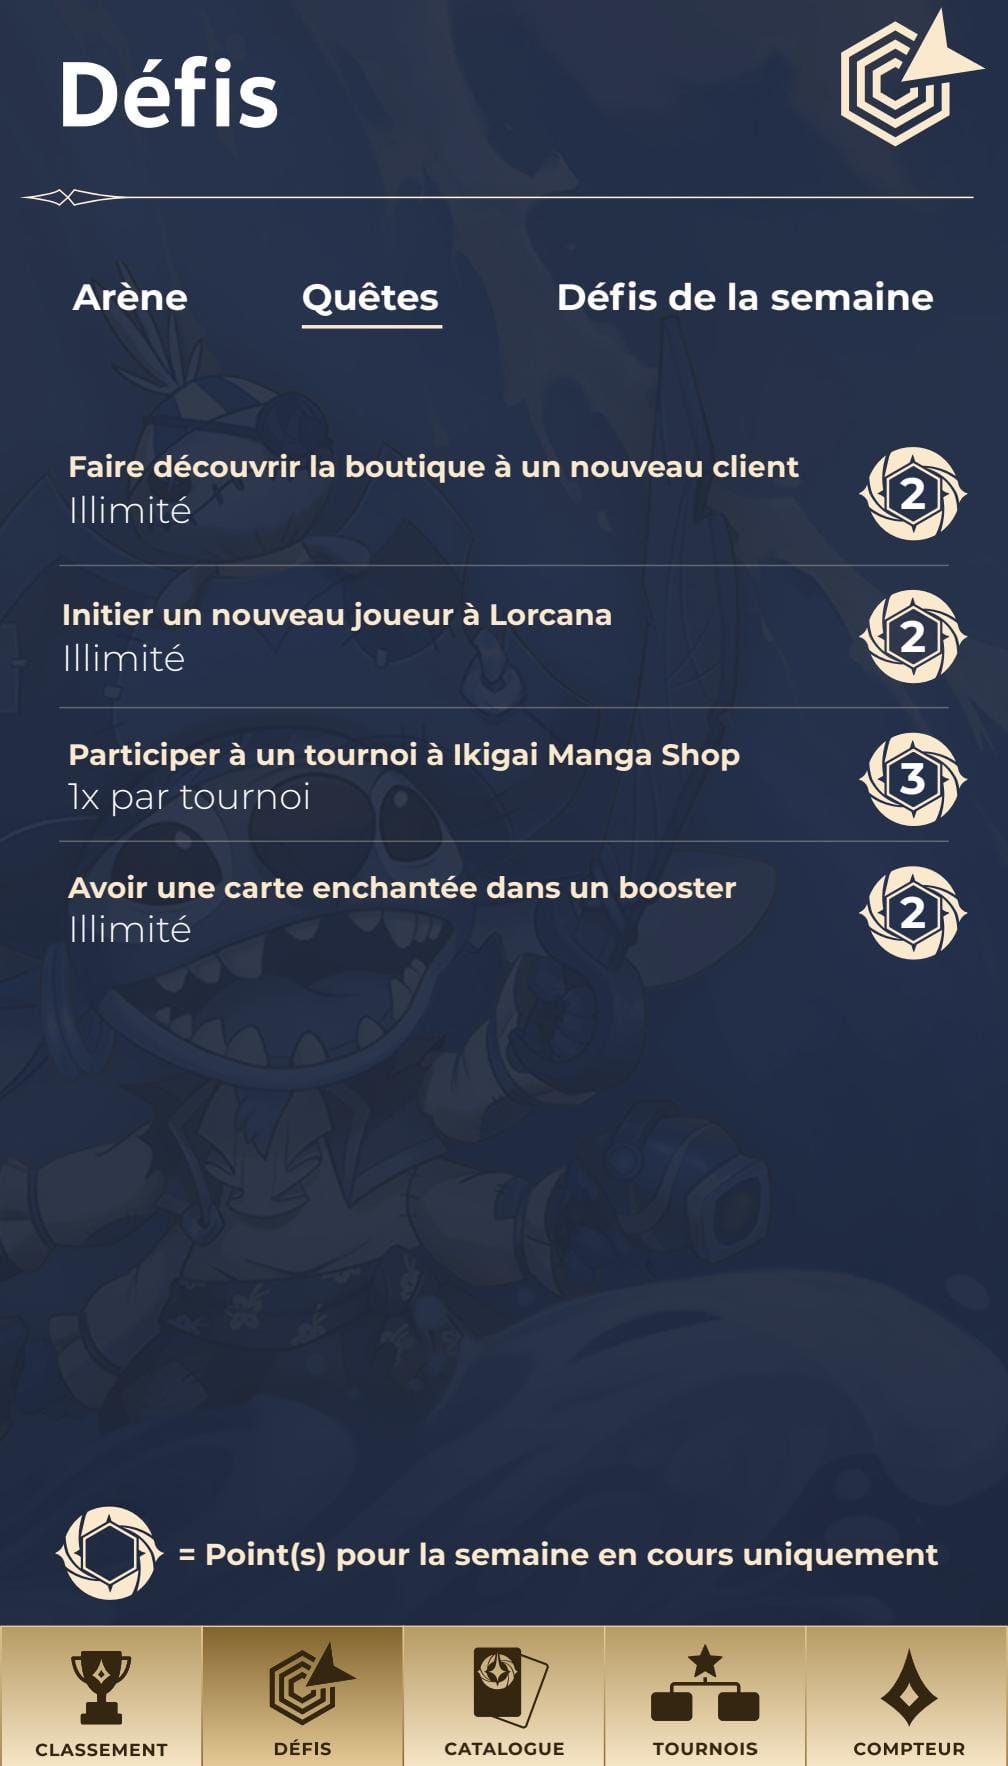 Défis
Arène Quêtes Défis de la semaine
Faire découvrir la boutique à un nouveau client
Illimité
2
Initier un nouveau joueur à Lorcana
Illimité
2
Participer à un tournoi à Ikigai Manga Shop
1x par tournoi
3
Avoir une carte enchantée dans un booster
Illimité
2
= Point(s) pour la semaine en cours uniquement
CLASSEMENT DÉFIS CATALOGUE TOURNOIS COMPTEUR